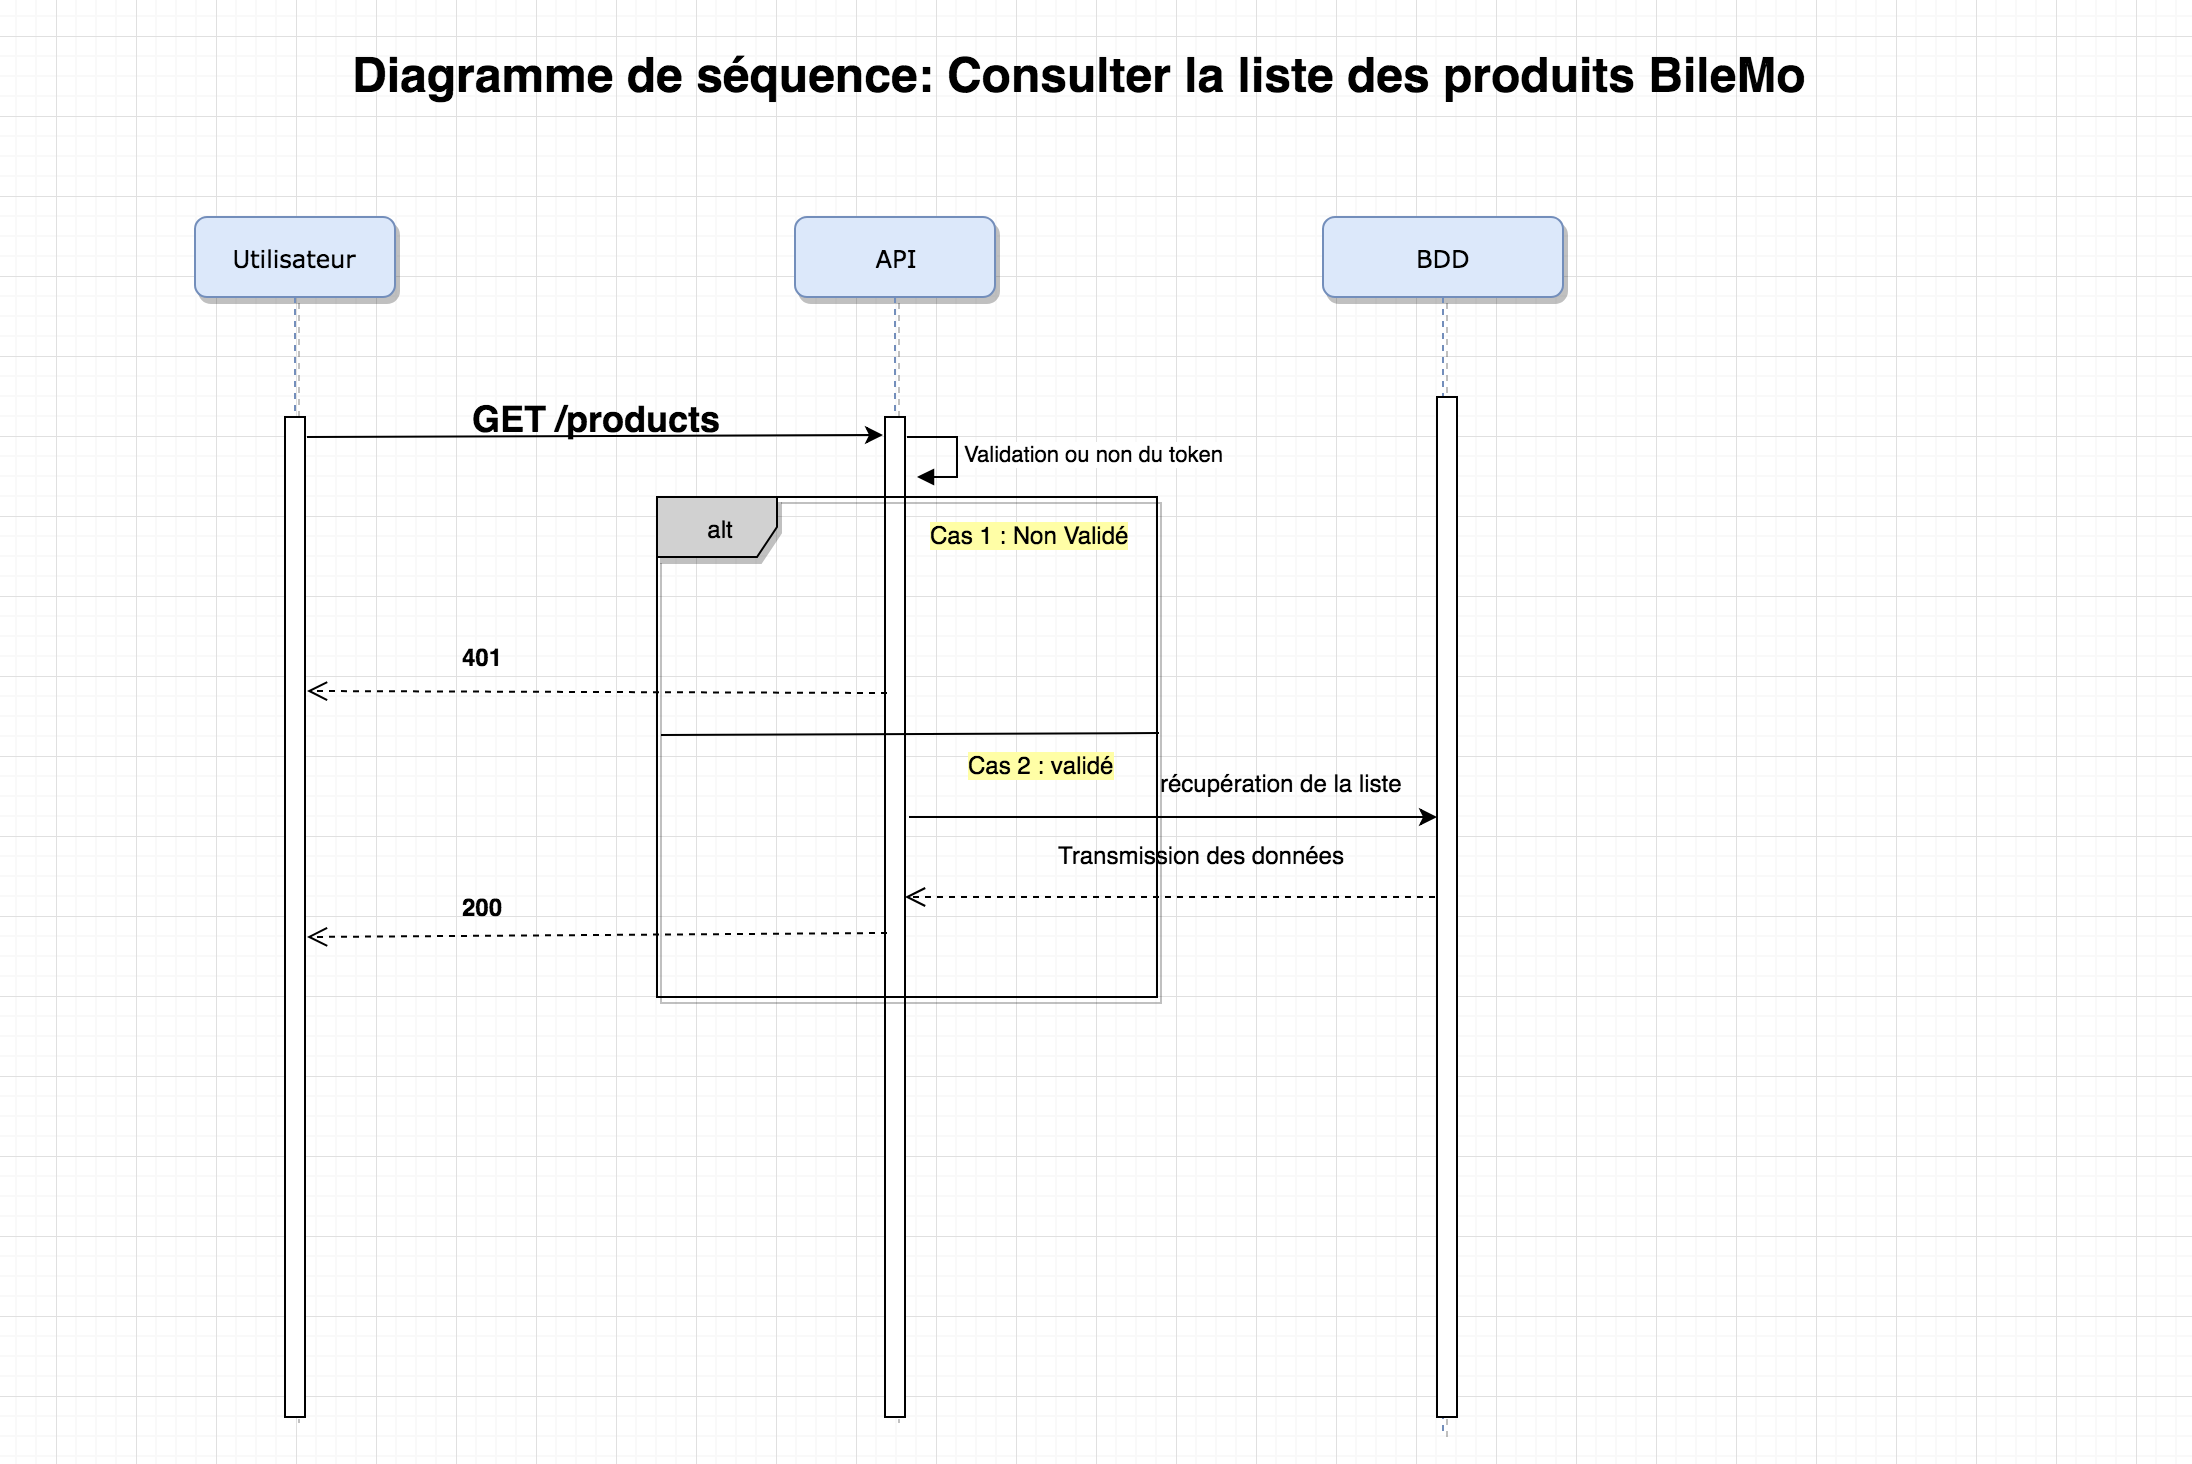 Diagramme de séquence: Consulter la liste des produits BileMo
Utilisateur
API
BDD
GET /products
Validation ou non du token
alt
Cas 1 : Non Validé
401
Cas 2 : validé
récupération de la liste
Transmission des données
200